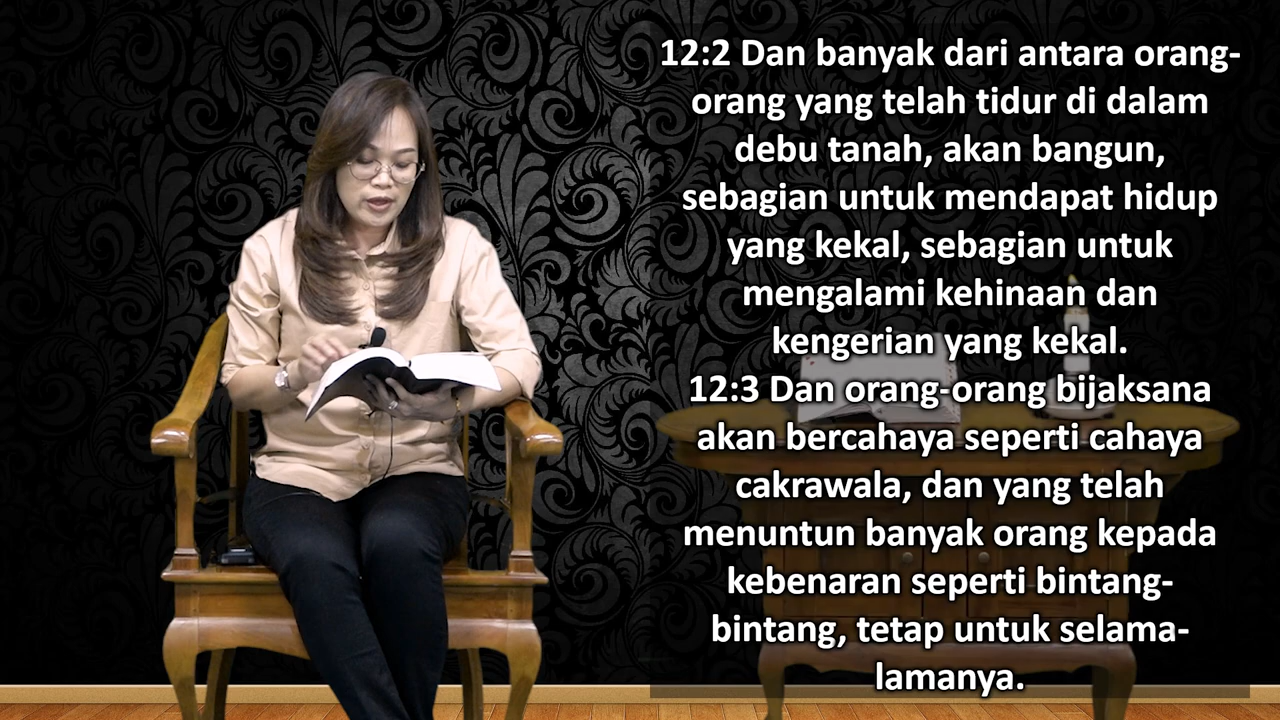 12:2 Dan banyak dari antara orang-
orang yang telah tidur di dalam
debu tanah, akan bangun,
sebagian untuk mendapat hidup
yang kekal, sebagian untuk
mengalami kehinaan dan
kengerian yang kekal.
12:3 Dan orang-orang bijaksana
akan bercahaya seperti cahaya
cakrawala, dan yang telah
menuntun banyak orang kepada
kebenaran seperti bintang-
bintang, tetap untuk selama-
lamanya.